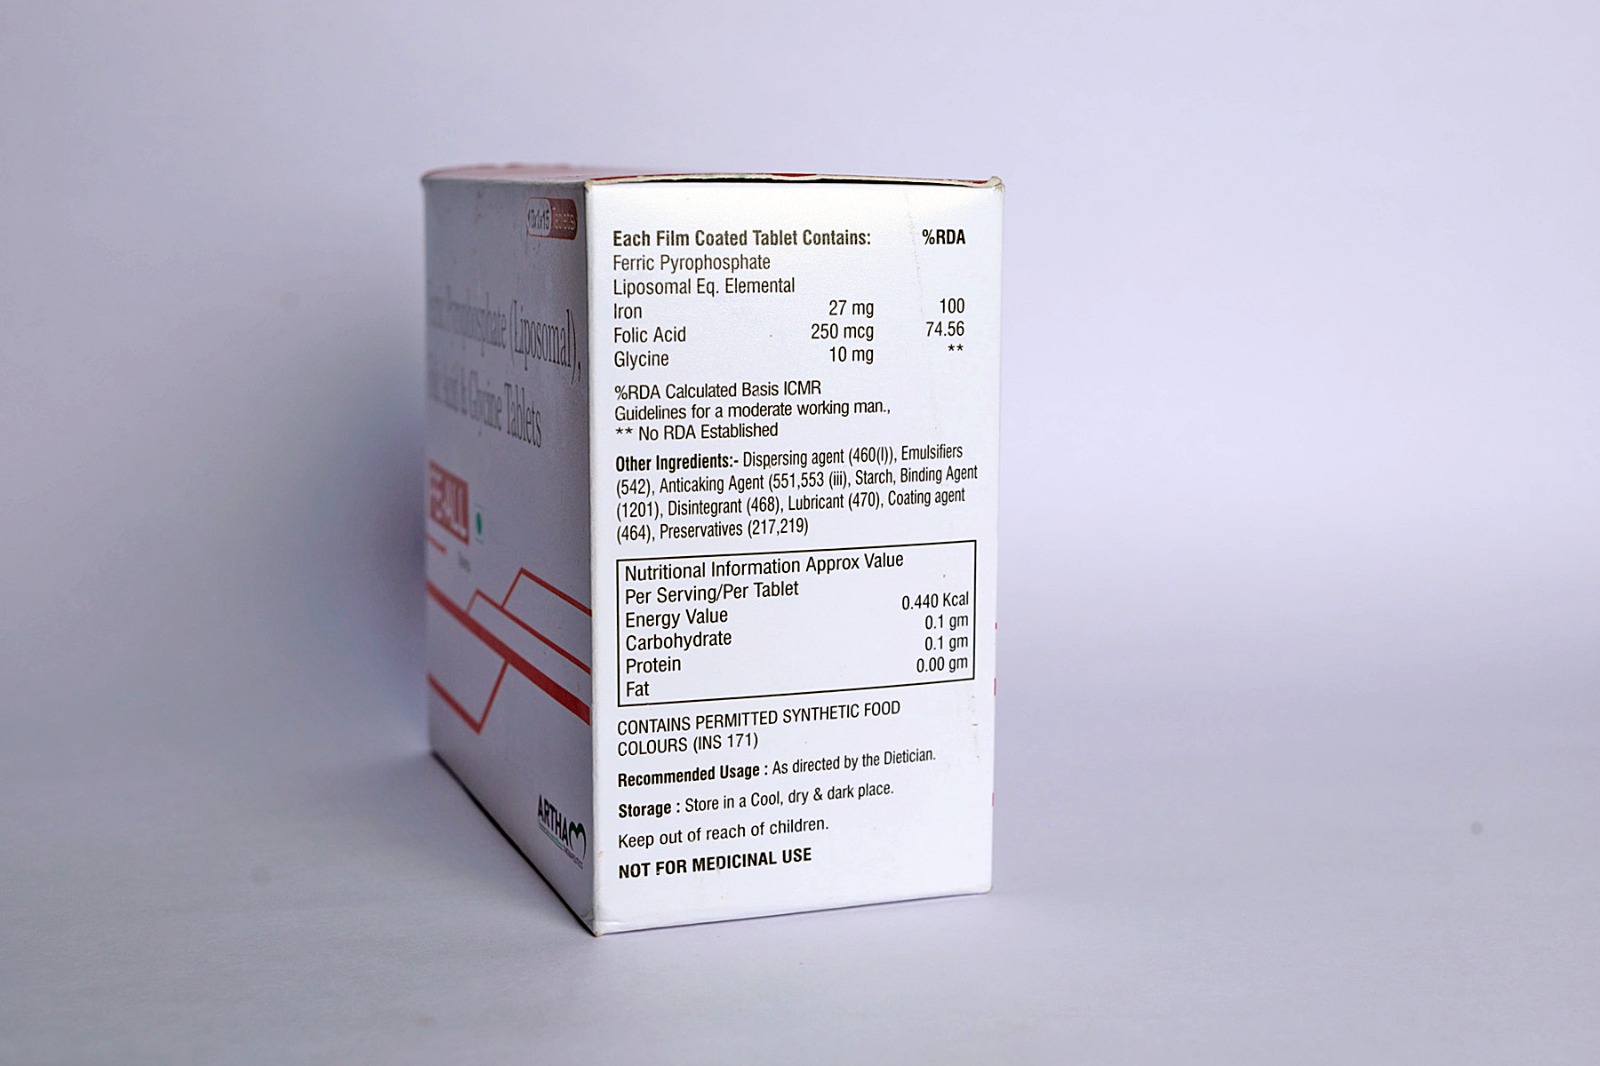 10x1x15 Tablets
Pyrophosphate (Liposomal),
Acid & Glycine Tablets
ARTHA
Each Film Coated Tablet Contains: %RDA
Ferric Pyrophosphate
Liposomal Eq. Elemental
Iron 27 mg 100
Folic Acid 250 mcg 74.56
Glycine 10 mg **
%RDA Calculated Basis ICMR
Guidelines for a moderate working man.,
** No RDA Established
Other Ingredients:- Dispersing agent (460(I)), Emulsifiers
(542), Anticaking Agent (551,553 (iii), Starch, Binding Agent
(1201), Disintegrant (468), Lubricant (470), Coating agent
(464), Preservatives (217,219)
Nutritional Information Approx Value
Per Serving/Per Tablet
Energy Value 0.440 Kcal
Carbohydrate 0.1 gm
Protein 0.1 gm
Fat 0.00 gm
CONTAINS PERMITTED SYNTHETIC FOOD
COLOURS (INS 171)
Recommended Usage : As directed by the Dietician.
Storage : Store in a Cool, dry & dark place.
Keep out of reach of children.
NOT FOR MEDICINAL USE